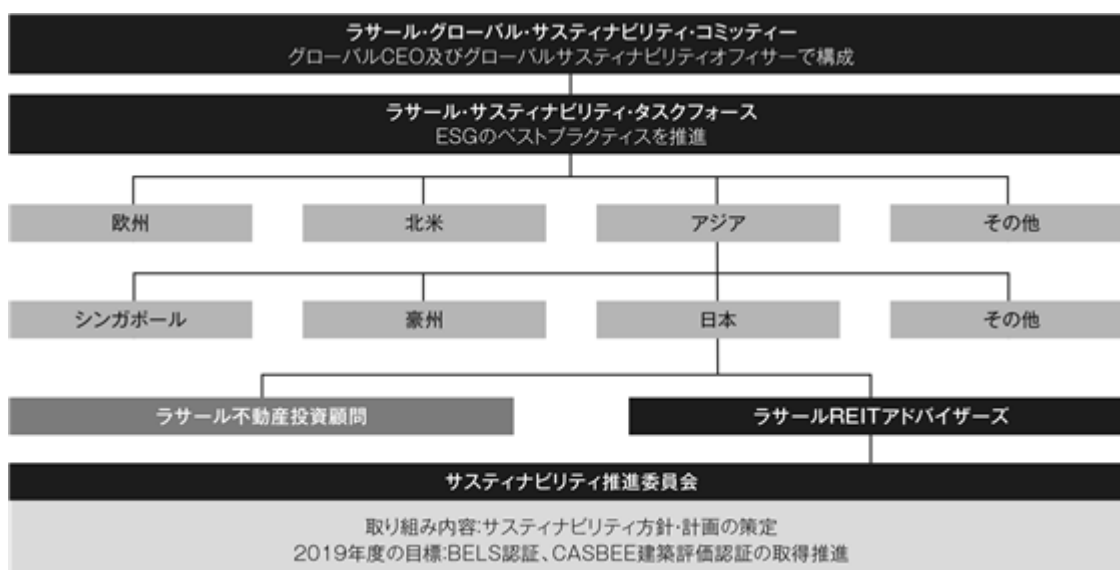 ラサール・グローバル・サスティナビリティ・コミッティー
グローバルCEO及びグローバルサスティナビリティオフィサーで構成
ラサール・サスティナビリティ・タスクフォース
ESGのベストプラクティスを推進
欧州
北米
アジア
その他
シンガポール
豪州
日本
その他
ラサール不動産投資顧問
ラサールREITアドバイザーズ
サスティナビリティ推進委員会
取り組み内容:サスティナビリティ方針・計画の策定
2019年度の目標:BELS認証、CASBEE建築評価認証の取得推進